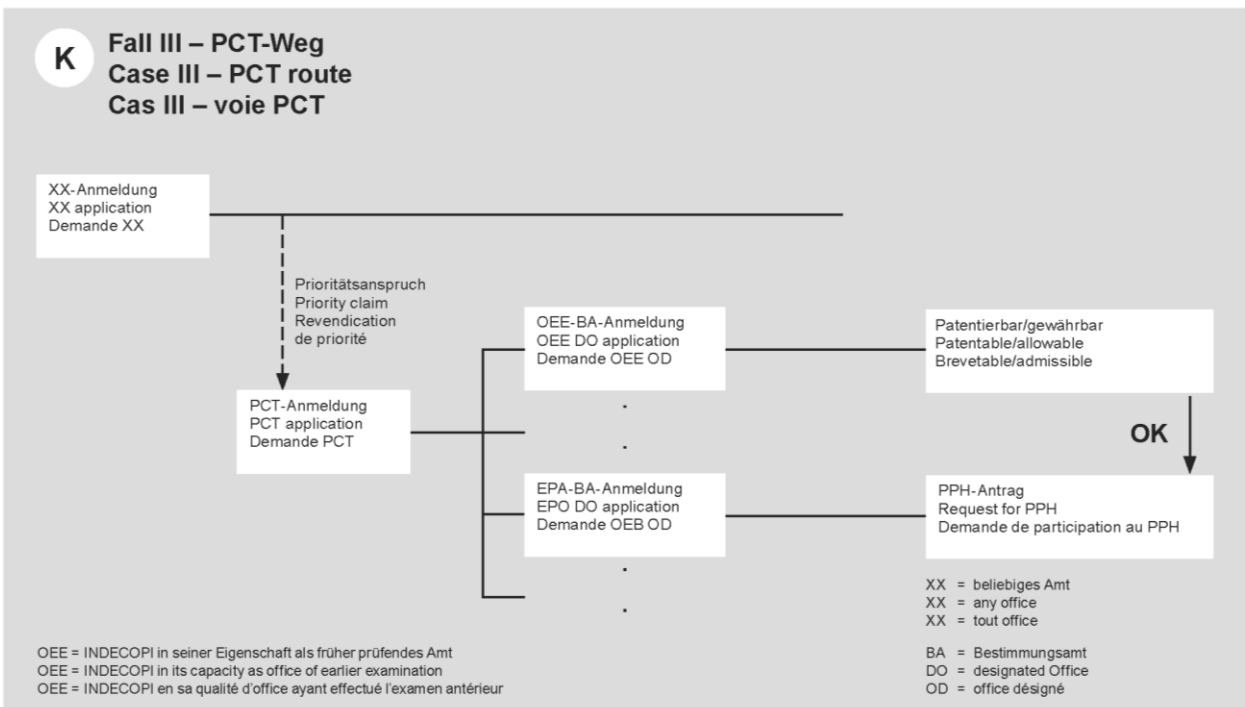 K
Fall III – PCT-Weg
Case III – PCT route
Cas III – voie PCT
XX-Anmeldung
XX application
Demande XX
Prioritätsanspruch
Priority claim
Revendication
de priorité
PCT-Anmeldung
PCT application
Demande PCT
OEE-BA-Anmeldung
OEE DO application
Demande OEE OD
Patentierbar/gewährbar
Patentable/allowable
Brevetable/admissible
OK
EPA-BA-Anmeldung
EPO DO application
Demande OEB OD
PPH-Antrag
Request for PPH
Demande de participation au PPH
XX = beliebiges Amt
XX = any office
XX = tout office
OEE = INDECOPI in seiner Eigenschaft als früher prüfendes Amt
OEE = INDECOPI in its capacity as office of earlier examination
OEE = INDECOPI en sa qualité d'office ayant effectué l'examen antérieur
BA = Bestimmungsamt
DO = designated Office
OD = office désigné